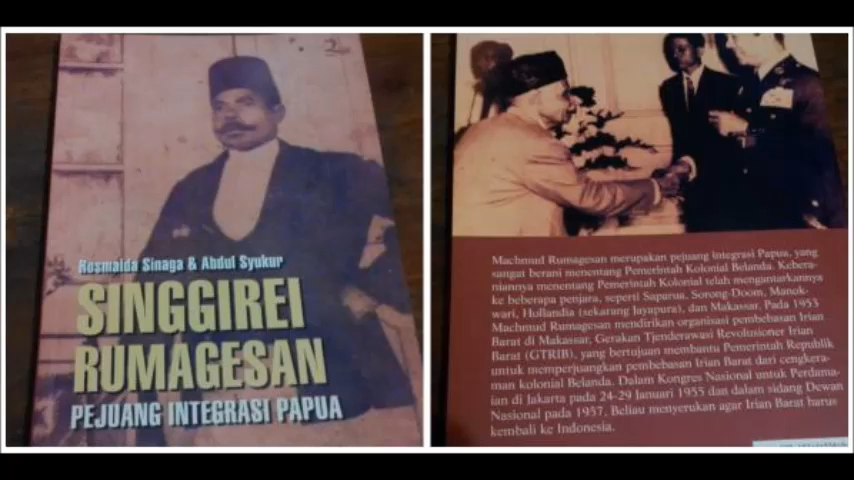 Rosmaida Sinaga & Abdul Syukur
SINGGIREI
RUMAGESAN
PEJUANG INTEGRASI PAPUA
Machmud Rumagesan merupakan pejuang integrasi Papua, yang
sangat berani menentang Pemerintah Kolonial Belanda. Kebera-
niannya menentang Pemerintah Kolonial telah mengantarkannya
ke beberapa penjara, seperti Saparua, Sorong-Doom, Manok-
wari, Hollandia (sekarang Jayapura), dan Makassar. Pada 1953
Machmud Rumagesan mendirikan organisasi pembebasan Irian
Barat di Makassar, Gerakan Tjenderawasi Revolusioner Irian
Barat (GTRIB), yang bertujuan membantu Pemerintah Republik
untuk memperjuangkan pembebasan Irian Barat dari cengkera-
man kolonial Belanda. Dalam Kongres Nasional untuk Perdama-
ian di Jakarta pada 24-29 Januari 1955 dan dalam sidang Dewan
Nasional pada 1957, Beliau menyerukan agar Irian Barat harus
kembali ke Indonesia.